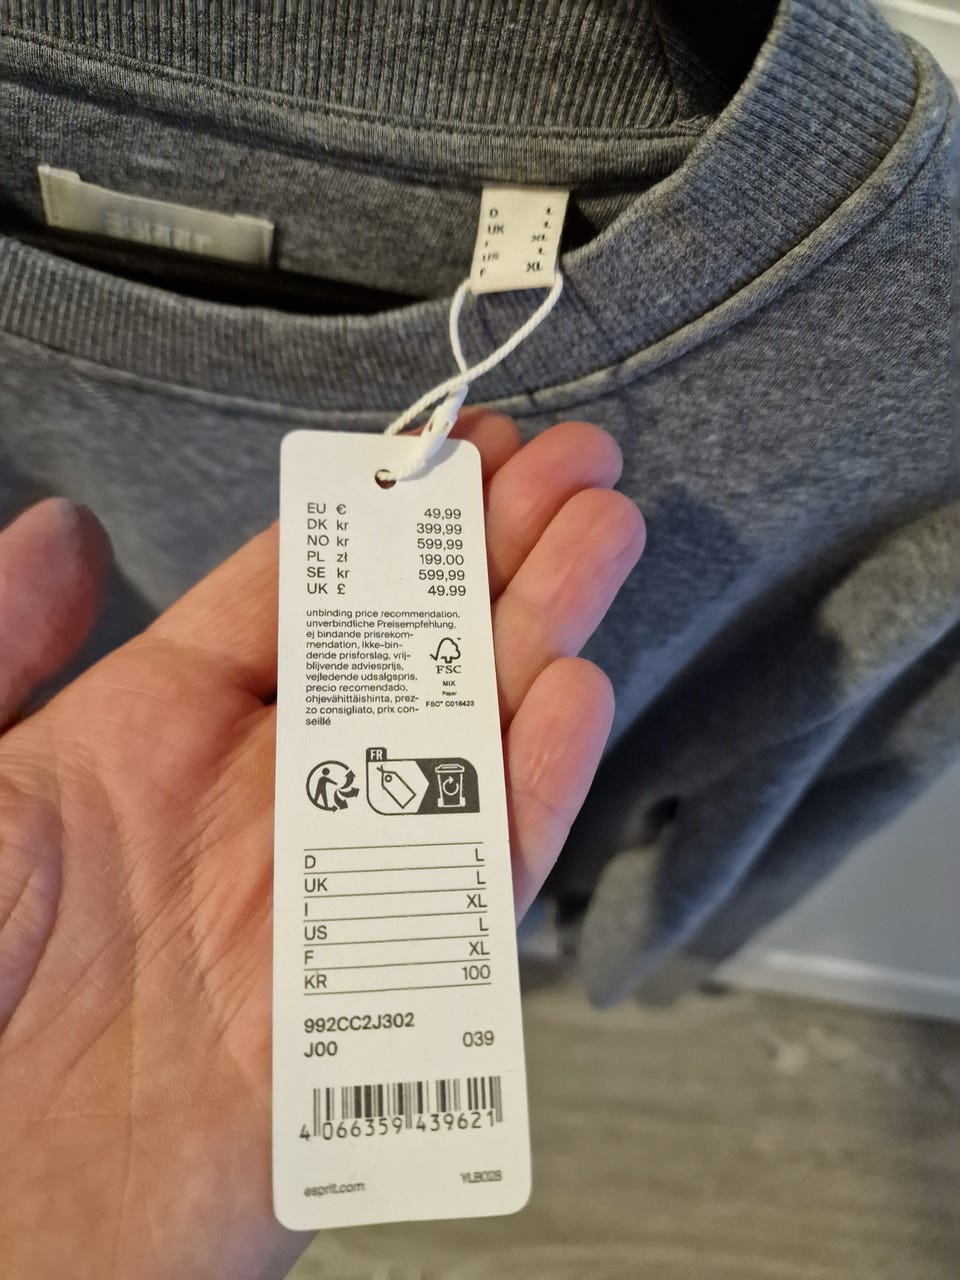 D L
UK L
I XL
US L
F XL
EU € 49,99
DK kr 399,99
NO kr 599,99
PL zł 199.00
SE kr 599,99
UK £ 49.99
unbinding price recommendation,
unverbindliche Preisempfehlung,
ej bindande prisrekom-
mendation, ikke-bin-
dende prisforslag, vrij-
blijvende adviesprijs,
vejledende udsalgspris,
precio recomendado,
ohjevähittäishinta, prez-
zo consigliato, prix con-
seillé
FSC
MIX
Paper
FSC® C016423
FR
D L
UK L
I XL
US L
F XL
KR 100
992CC2J302
J00 039
4 066359 439621
esprit.com YLB02B